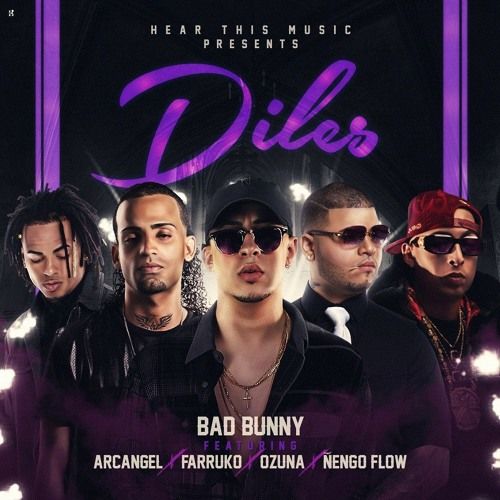 HEAR THIS MUSIC
PRESENTS
Diles
BAD BUNNY
FEATURING
ARCANGEL X FARRUKO X OZUNA X ÑENGO FLOW